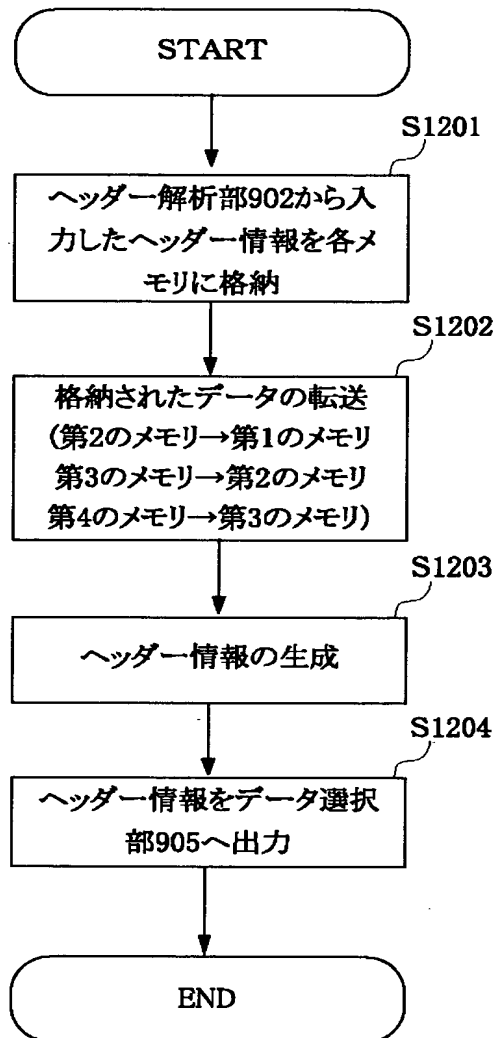 START
S1201
ヘッダー解析部902から入
力したヘッダー情報を各メ
モリに格納
S1202
格納されたデータの転送
(第2のメモリ→第1のメモリ
第3のメモリ→第2のメモリ
第4のメモリ→第3のメモリ)
S1203
ヘッダー情報の生成
S1204
ヘッダー情報をデータ選択
部905へ出力
END